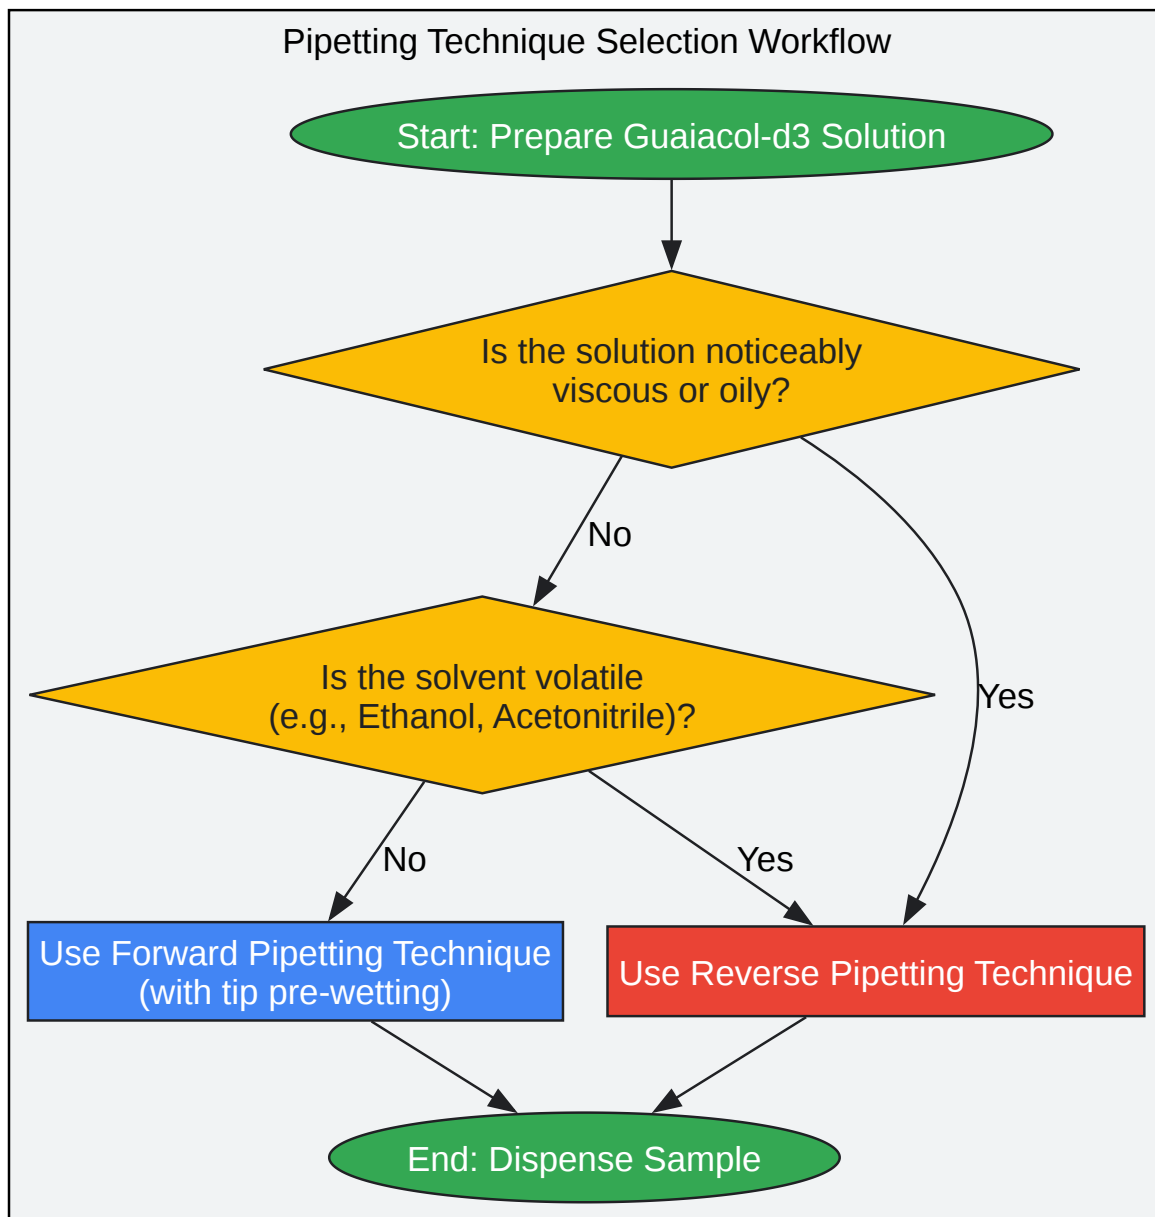 Pipetting Technique Selection Workflow
Start: Prepare Guaiacol-d3 Solution
Is the solution noticeably
viscous or oily?
No
Yes
Is the solvent volatile
(e.g., Ethanol, Acetonitrile)?
No
Yes
Use Forward Pipetting Technique
(with tip pre-wetting)
Use Reverse Pipetting Technique
End: Dispense Sample